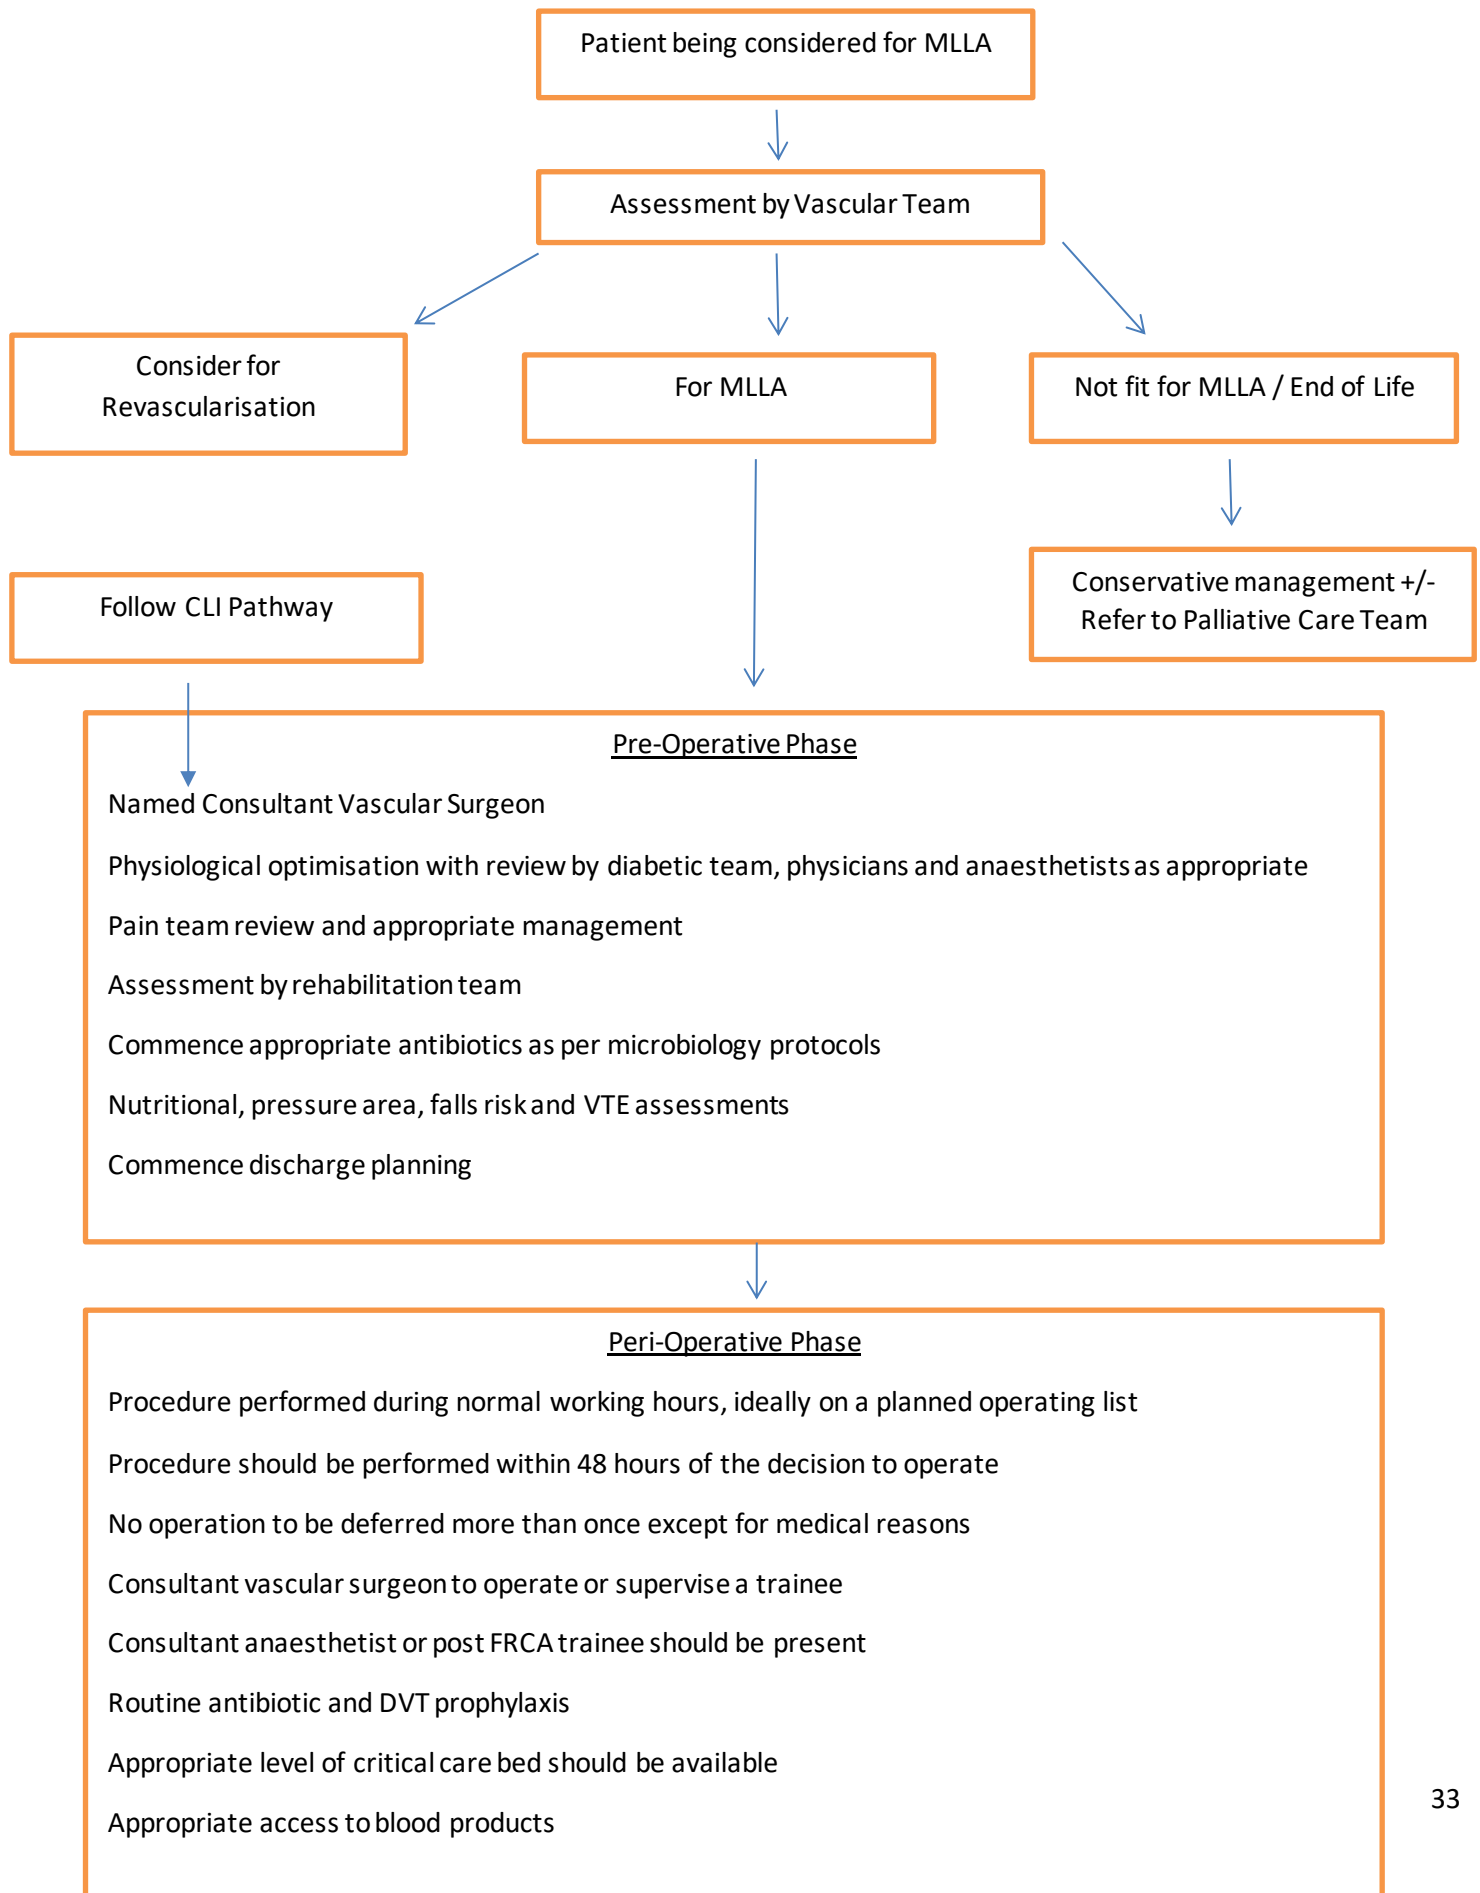 Patient being considered for MLLA
Assessment by Vascular Team
Consider for
Revascularisation
For MLLA
Not fit for MLLA / End of Life
Follow CLI Pathway
Conservative management +/-
Refer to Palliative Care Team
Pre-Operative Phase
Named Consultant Vascular Surgeon
Physiological optimisation with review by diabetic team, physicians and anaesthetists as appropriate
Pain team review and appropriate management
Assessment by rehabilitation team
Commence appropriate antibiotics as per microbiology protocols
Nutritional, pressure area, falls risk and VTE assessments
Commence discharge planning
Peri-Operative Phase
Procedure performed during normal working hours, ideally on a planned operating list
Procedure should be performed within 48 hours of the decision to operate
No operation to be deferred more than once except for medical reasons
Consultant vascular surgeon to operate or supervise a trainee
Consultant anaesthetist or post FRCA trainee should be present
Routine antibiotic and DVT prophylaxis
Appropriate level of critical care bed should be available
Appropriate access to blood products
33